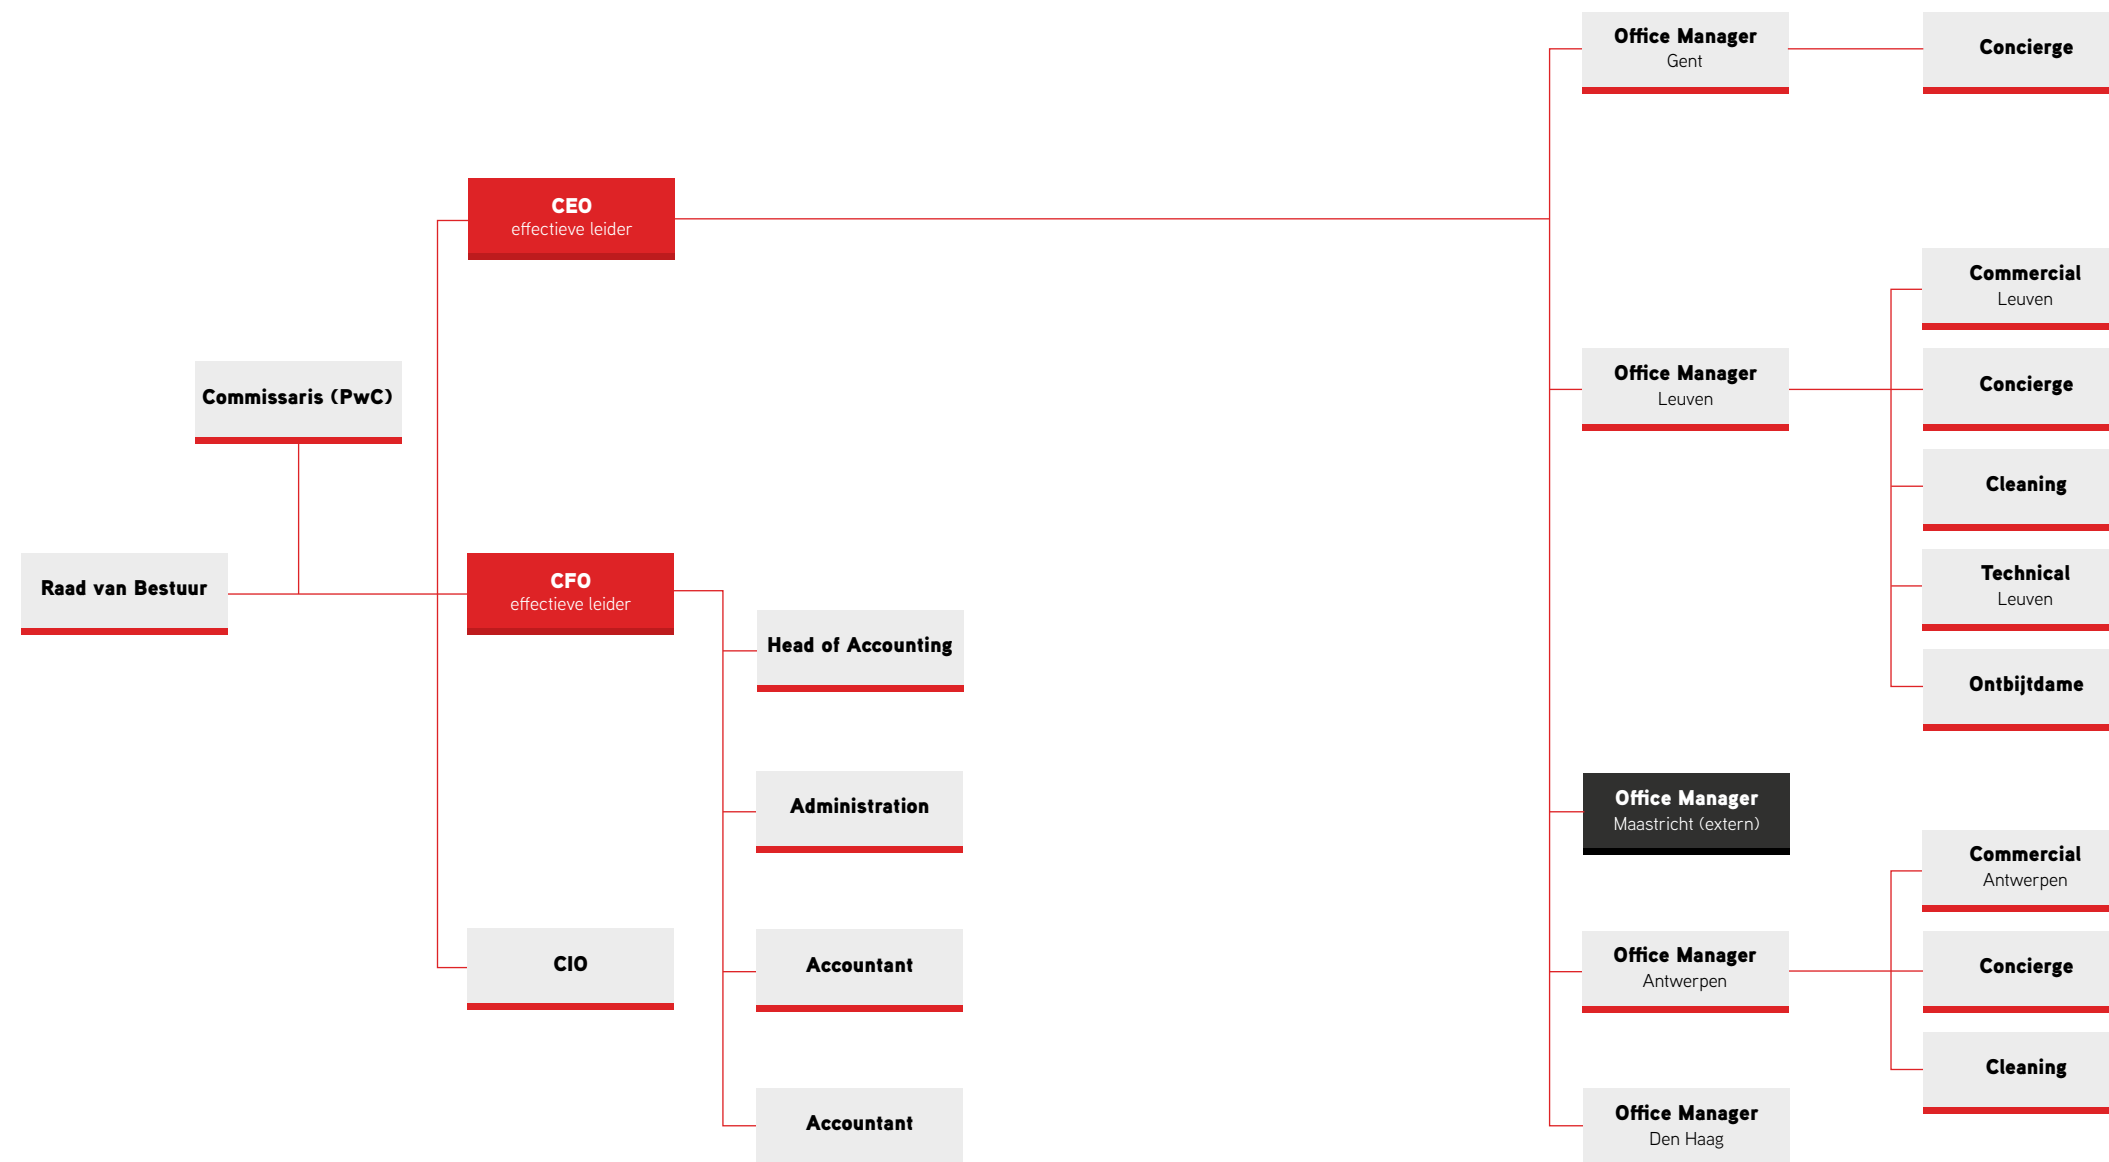 Office Manager
Gent
Concierge
CEO
effectieve leider
Commercial
Leuven
Office Manager
Leuven
Concierge
Commissaris (PwC)
Cleaning
Raad van Bestuur
CFO
effectieve leider
Technical
Leuven
Head of Accounting
Ontbijtdame
Administration
Office Manager
Maastricht (extern)
Commercial
Antwerpen
CIO
Accountant
Office Manager
Antwerpen
Concierge
Cleaning
Accountant
Office Manager
Den Haag